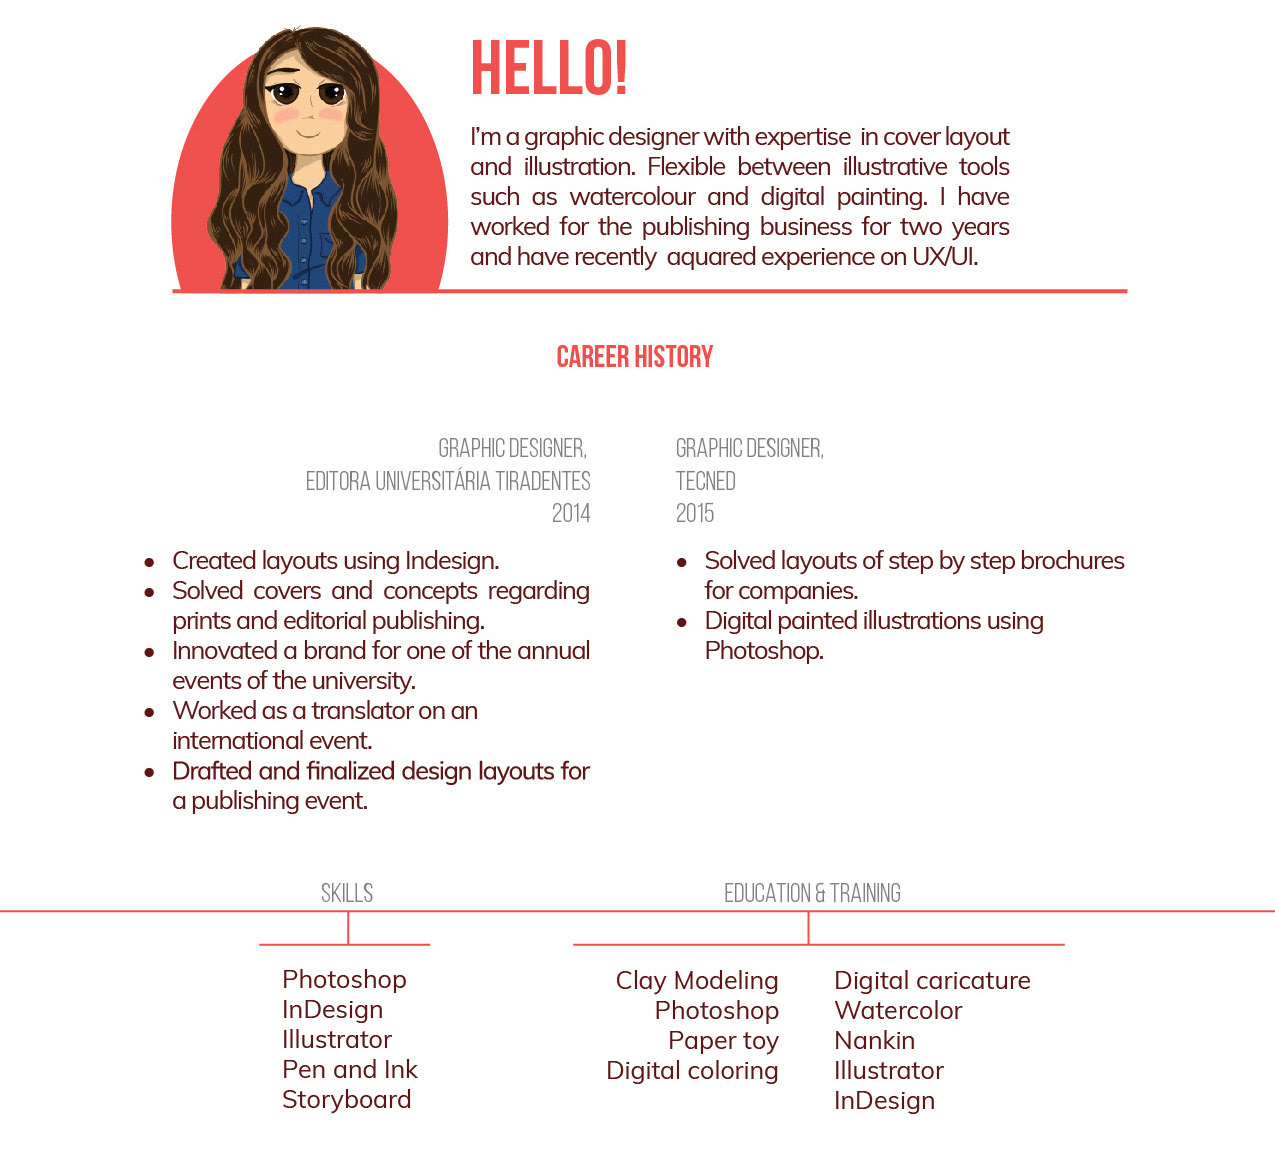 HELLO!
I'm a graphic designer with expertise in cover layout
and illustration. Flexible between illustrative tools
such as watercolour and digital painting. I have
worked for the publishing business for two years
and have recently aquared experience on UX/UI.
CAREER HISTORY
GRAPHIC DESIGNER,
EDITORA UNIVERSITÁRIA TIRADENTES
2014
• Created layouts using Indesign.
• Solved covers and concepts regarding
prints and editorial publishing.
• Innovated a brand for one of the annual
events of the university.
• Worked as a translator on an
international event.
• Drafted and finalized design layouts for
a publishing event.
GRAPHIC DESIGNER,
TECNED
2015
• Solved layouts of step by step brochures
for companies.
• Digital painted illustrations using
Photoshop.
SKILLS
Photoshop
InDesign
Illustrator
Pen and Ink
Storyboard
EDUCATION & TRAINING
Clay Modeling
Photoshop
Paper toy
Digital coloring
Digital caricature
Watercolor
Nankin
Illustrator
InDesign